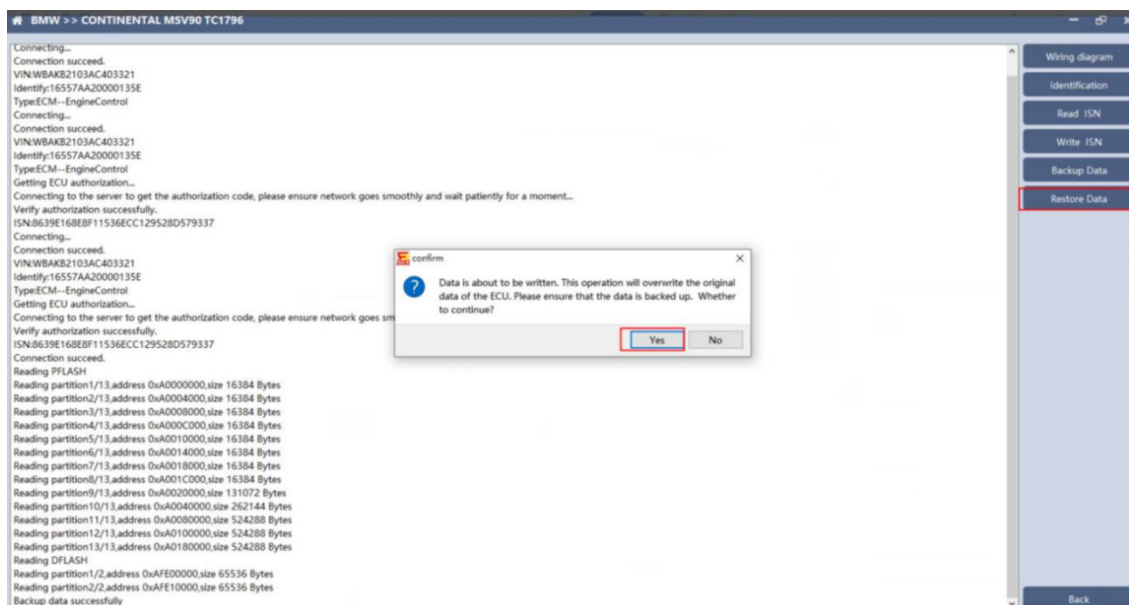 BMW >> CONTINENTAL MSV90 TC1796
Connecting...
Connection succeed.
VIN:WBAKB2103AC403321
Identify:16557AA20000135E
Type:ECM--EngineControl
Connecting...
Connection succeed.
VIN:WBAKB2103AC403321
Identify:16557AA20000135E
Type:ECM--EngineControl
Getting ECU authorization...
Connecting to the server to get the authorization code, please ensure network goes smoothly and wait patiently for a moment...
Verify authorization successfully.
ISN:8639E168E8F11536ECC129528D579337
Connecting...
Connection succeed.
VIN:WBAKB2103AC403321
Identify:16557AA20000135E
Type:ECM--EngineControl
Getting ECU authorization...
Connecting to the server to get the authorization code, please ensure network goes sm
Verify authorization successfully.
ISN:8639E168E8F11536ECC129528D579337
Connection succeed.
Reading PFLASH
Reading partition1/13,address 0xA0000000,size 16384 Bytes
Reading partition2/13,address 0xA0004000,size 16384 Bytes
Reading partition3/13,address 0xA0008000,size 16384 Bytes
Reading partition4/13,address 0xA000C000,size 16384 Bytes
Reading partition5/13,address 0xA0010000,size 16384 Bytes
Reading partition6/13,address 0xA0014000,size 16384 Bytes
Reading partition7/13,address 0xA0018000,size 16384 Bytes
Reading partition8/13,address 0xA001C000,size 16384 Bytes
Reading partition9/13,address 0xA0020000,size 131072 Bytes
Reading partition10/13,address 0xA0040000,size 262144 Bytes
Reading partition11/13,address 0xA0080000,size 524288 Bytes
Reading partition12/13,address 0xA0100000,size 524288 Bytes
Reading partition13/13,address 0xA0180000,size 524288 Bytes
Reading DFLASH
Reading partition1/2,address 0xAFE00000,size 65536 Bytes
Reading partition2/2,address 0xAFE10000,size 65536 Bytes
Backup data successfully
confirm
Data is about to be written. This operation will overwrite the original
data of the ECU. Please ensure that the data is backed up. Whether
to continue?
Yes
No
Wiring diagram
Identification
Read ISN
Write ISN
Backup Data
Restore Data
Back